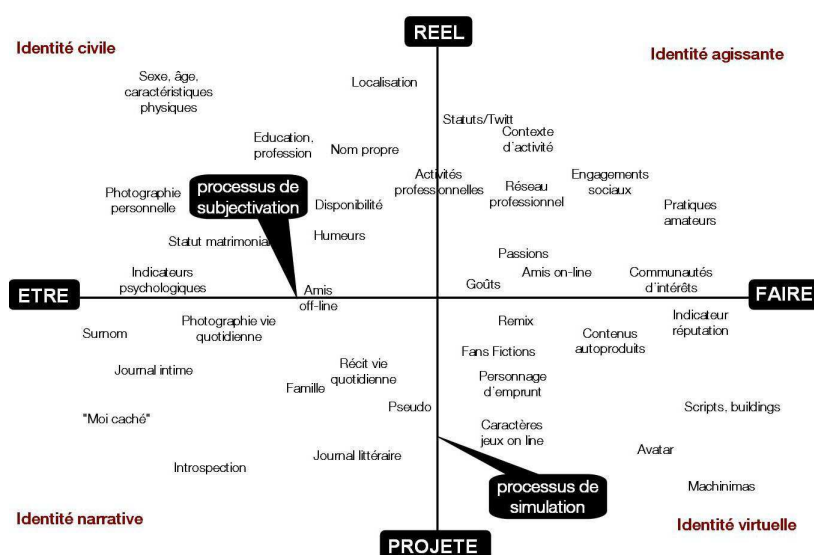 REEL
Identité civile
Identité agissante
Sexe, âge,
caractéristiques
physiques
Localisation
Statuts/Twitt
Contexte
d'activité
Education,
profession
Nom propre
Activités
professionnelles
Engagements
sociaux
Réseau
professionnel
processus de
subjectivation
Photographie
personnelle
Disponibilité
Pratiques
amateurs
Statut matrimonial
Humeurs
Passions
Indicateurs
psychologiques
Amis on-line
Communautés
d'intérêts
Goûts
ETRE
Amis
off-line
FAIRE
Surnom
Photographie vie
quotidienne
Remix
Contenus
autoproduits
Indicateur
réputation
Fans Fictions
Journal intime
Récit vie
quotidienne
Famille
Personnage
d'emprunt
Pseudo
Scripts, buildings
"Moi caché"
Caractères
jeux on line
Introspection
Journal littéraire
Avatar
processus de
simulation
Machinimas
Identité narrative
Identité virtuelle
PROJETE